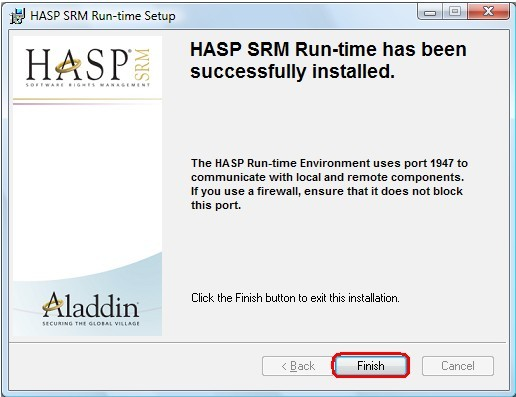 HASP SRM Run-time Setup
HASP® SRM
SOFTWARE RIGHTS MANAGEMENT
HASP SRM Run-time has been
successfully installed.
The HASP Run-time Environment uses port 1947 to
communicate with local and remote components.
If you use a firewall, ensure that it does not block
this port.
Aladdin
SECURING THE GLOBAL VILLAGE
Click the Finish button to exit this installation.
< Back
Finish
Cancel